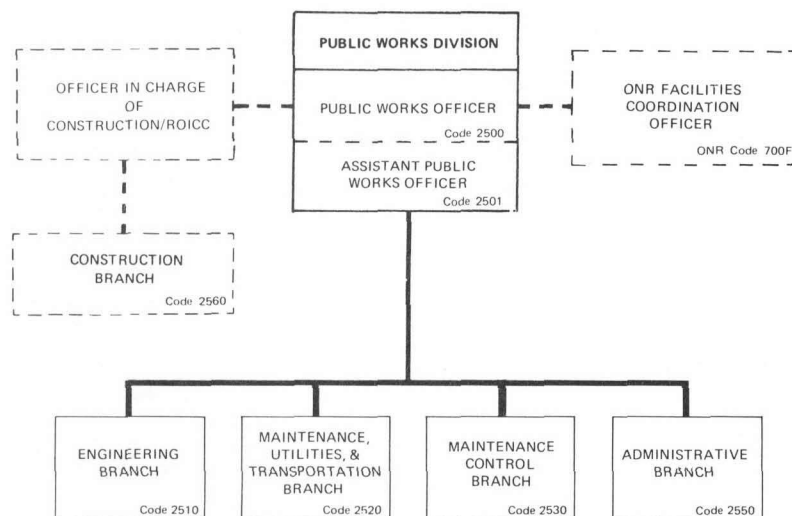 PUBLIC WORKS DIVISION
OFFICER IN CHARGE
OF
CONSTRUCTION/ROICC
PUBLIC WORKS OFFICER
Code 2500
ASSISTANT PUBLIC
WORKS OFFICER
Code 2501
ONR FACILITIES
COORDINATION
OFFICER
ONR Code 700F
CONSTRUCTION
BRANCH
Code 2560
ENGINEERING
BRANCH
Code 2510
MAINTENANCE,
UTILITIES, &
TRANSPORTATION
BRANCH
Code 2520
MAINTENANCE
CONTROL
BRANCH
Code 2530
ADMINISTRATIVE
BRANCH
Code 2550